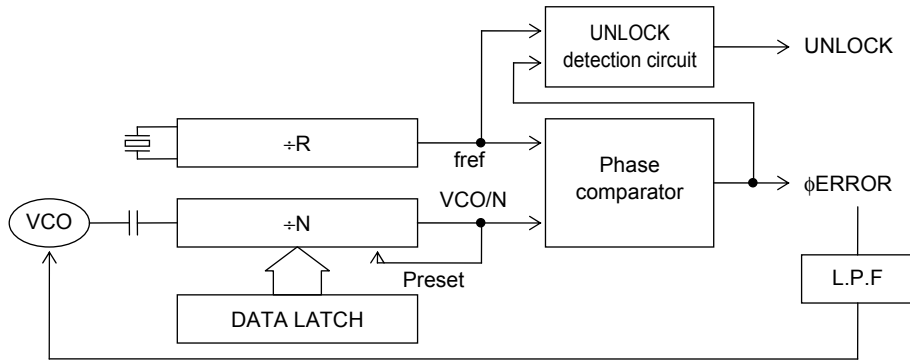 UNLOCK
detection circuit
UNLOCK
÷R
fref
Phase
comparator
φERROR
VCO/N
VCO
÷N
Preset
L.P.F
DATA LATCH